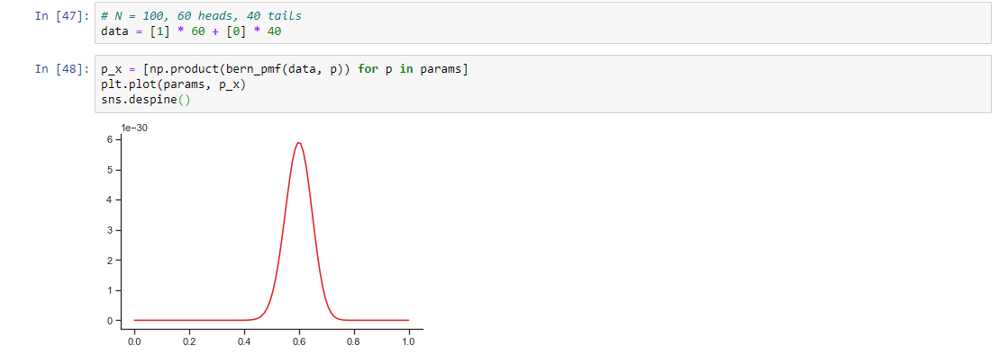 In [47]: # N = 100, 60 heads, 40 tails
data = [1] * 60 + [0] * 40
In [48]: p_x = [np.product(bern_pmf(data, p)) for p in params]
plt.plot(params, p_x)
sns.despine()
1e−30
6
5
4
3
2
1
0
0.0 0.2 0.4 0.6 0.8 1.0